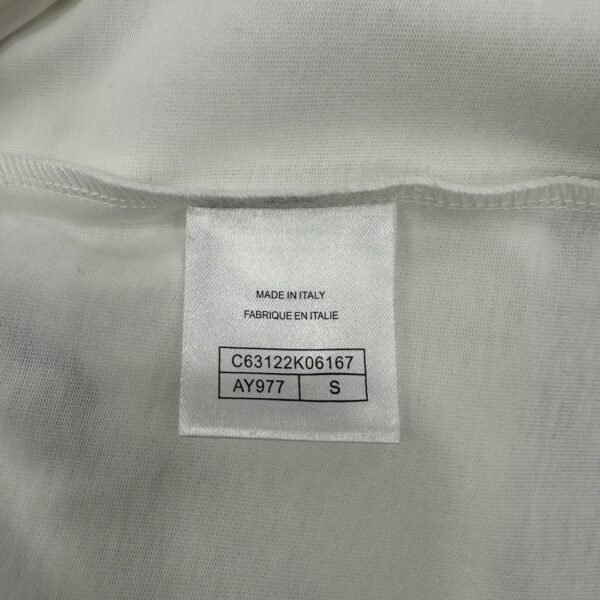 MADE IN ITALY
FABRIQUE EN ITALIE
C63122K06167
AY977 S